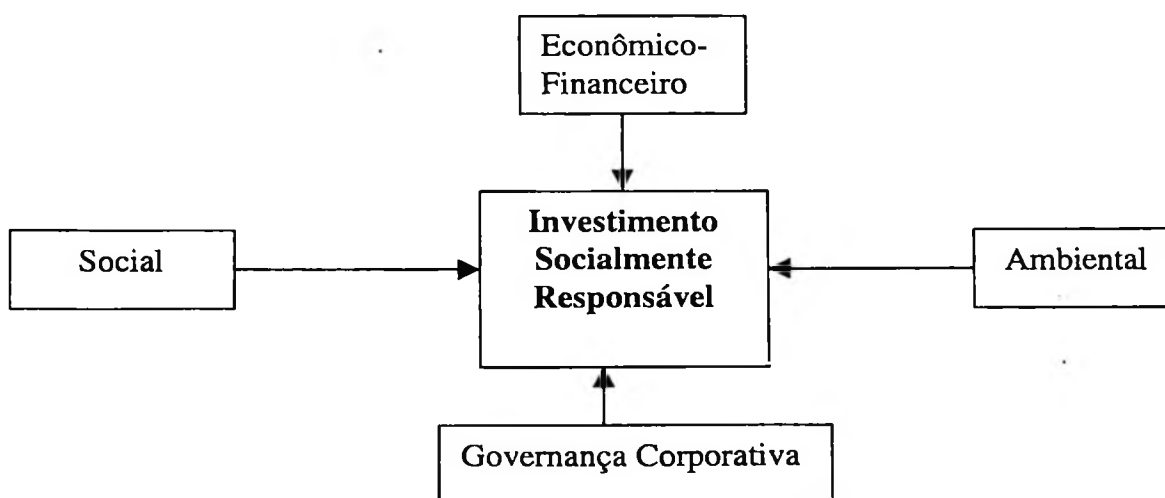 Econômico-
Financeiro
Investimento
Socialmente
Responsável
Social
Ambiental
Governança Corporativa